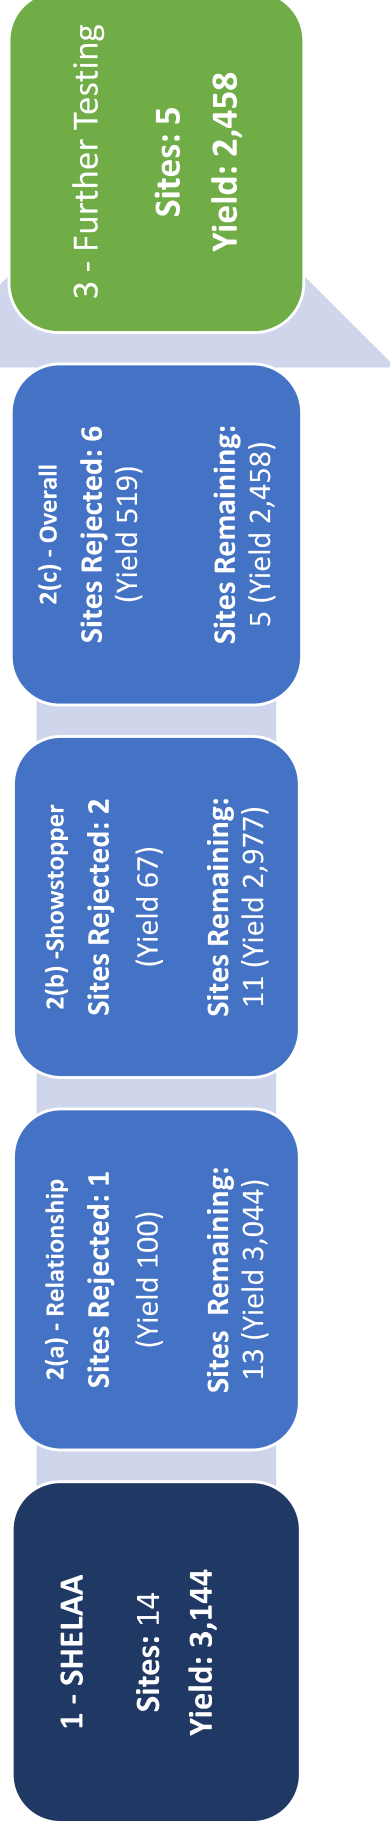 1 - SHELAA
Sites: 14
Yield: 3,144
2(a) - Relationship
Sites Rejected: 1
(Yield 100)
Sites Remaining:
13 (Yield 3,044)
2(b) -Showstopper
Sites Rejected: 2
(Yield 67)
Sites Remaining:
11 (Yield 2,977)
2(c) - Overall
Sites Rejected: 6
(Yield 519)
Sites Remaining:
5 (Yield 2,458)
3 - Further Testing
Sites: 5
Yield: 2,458